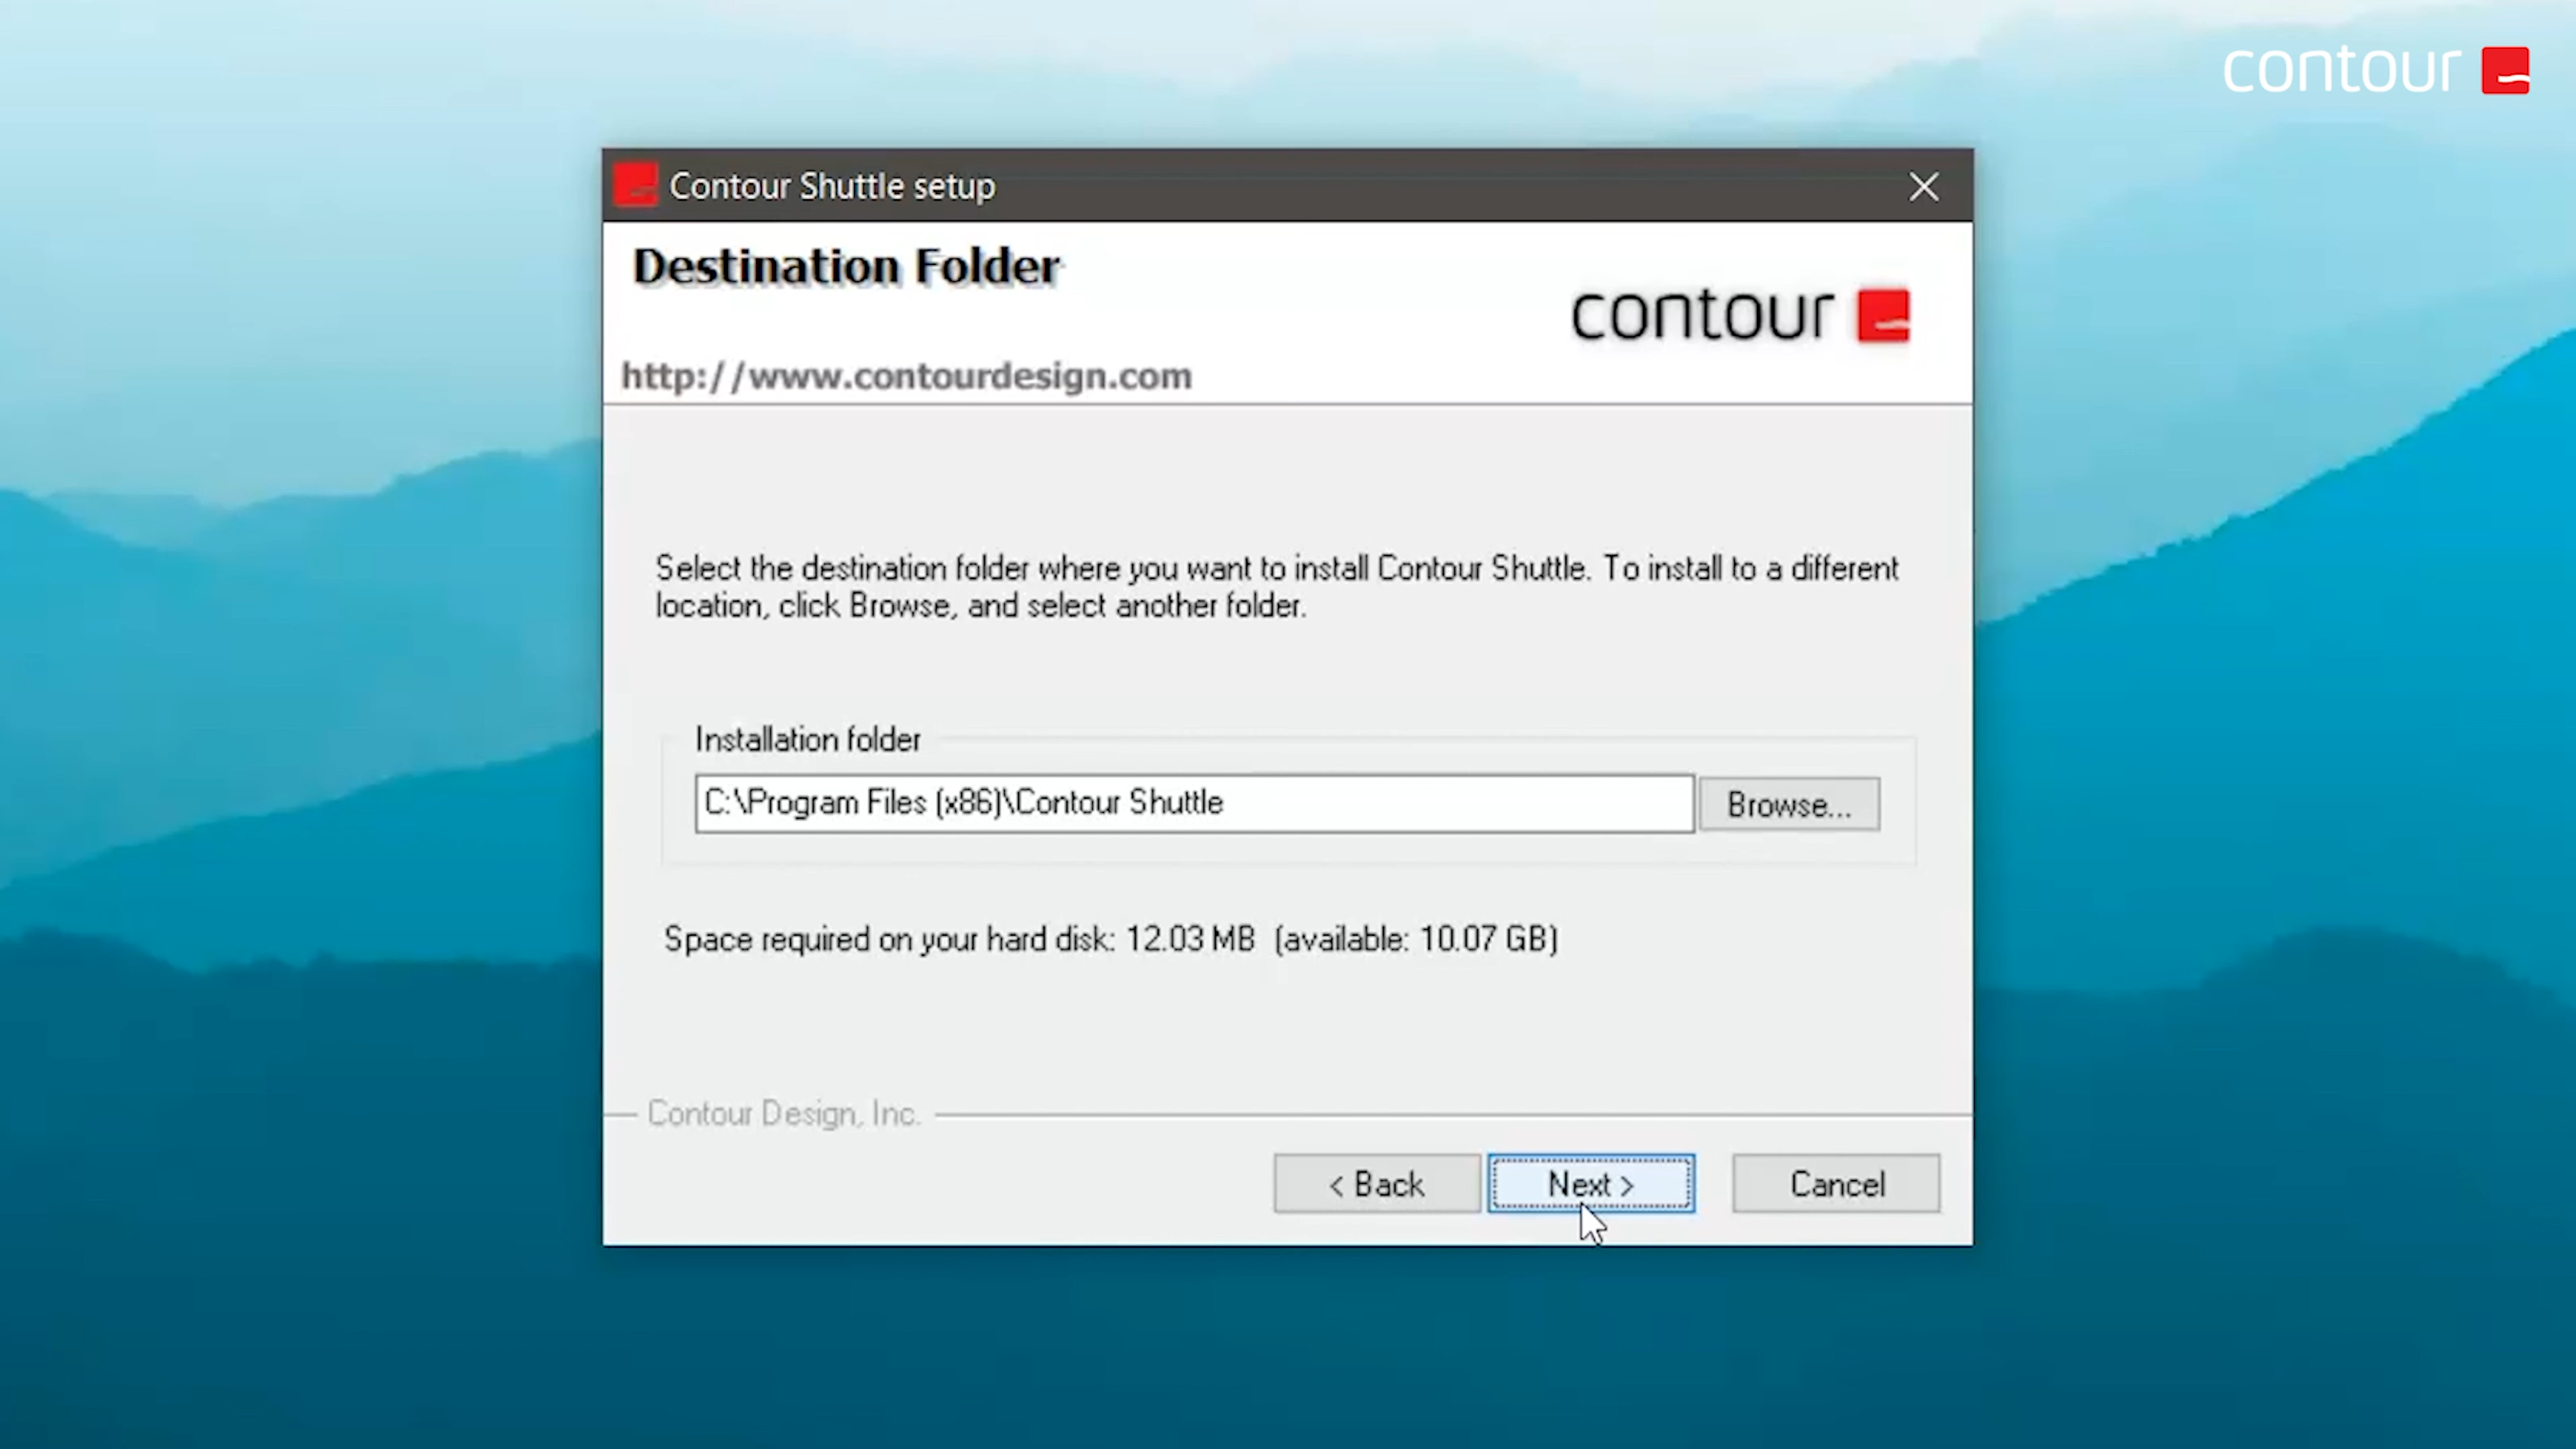 contour
Contour Shuttle setup
Destination Folder
contour
http://www.contourdesign.com
Select the destination folder where you want to install Contour Shuttle. To install to a different
location, click Browse, and select another folder.
Installation folder
C:\Program Files (x86)\Contour Shuttle
Browse...
Space required on your hard disk: 12.03 MB (available: 10.07 GB)
Contour Design, Inc.
< Back
Next >
Cancel